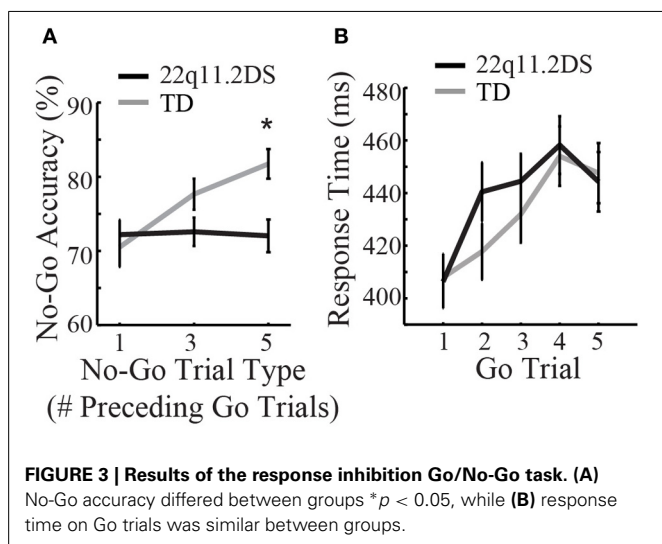 A
22q11.2DS
TD
No-Go Accuracy (%)
90
80
70
60
*
1 3 5
No-Go Trial Type
(# Preceding Go Trials)
B
22q11.2DS
TD
Response Time (ms)
480
460
440
420
400
1 2 3 4 5
Go Trial
FIGURE 3 | Results of the response inhibition Go/No-Go task. (A)
No-Go accuracy differed between groups *p < 0.05, while (B) response
time on Go trials was similar between groups.